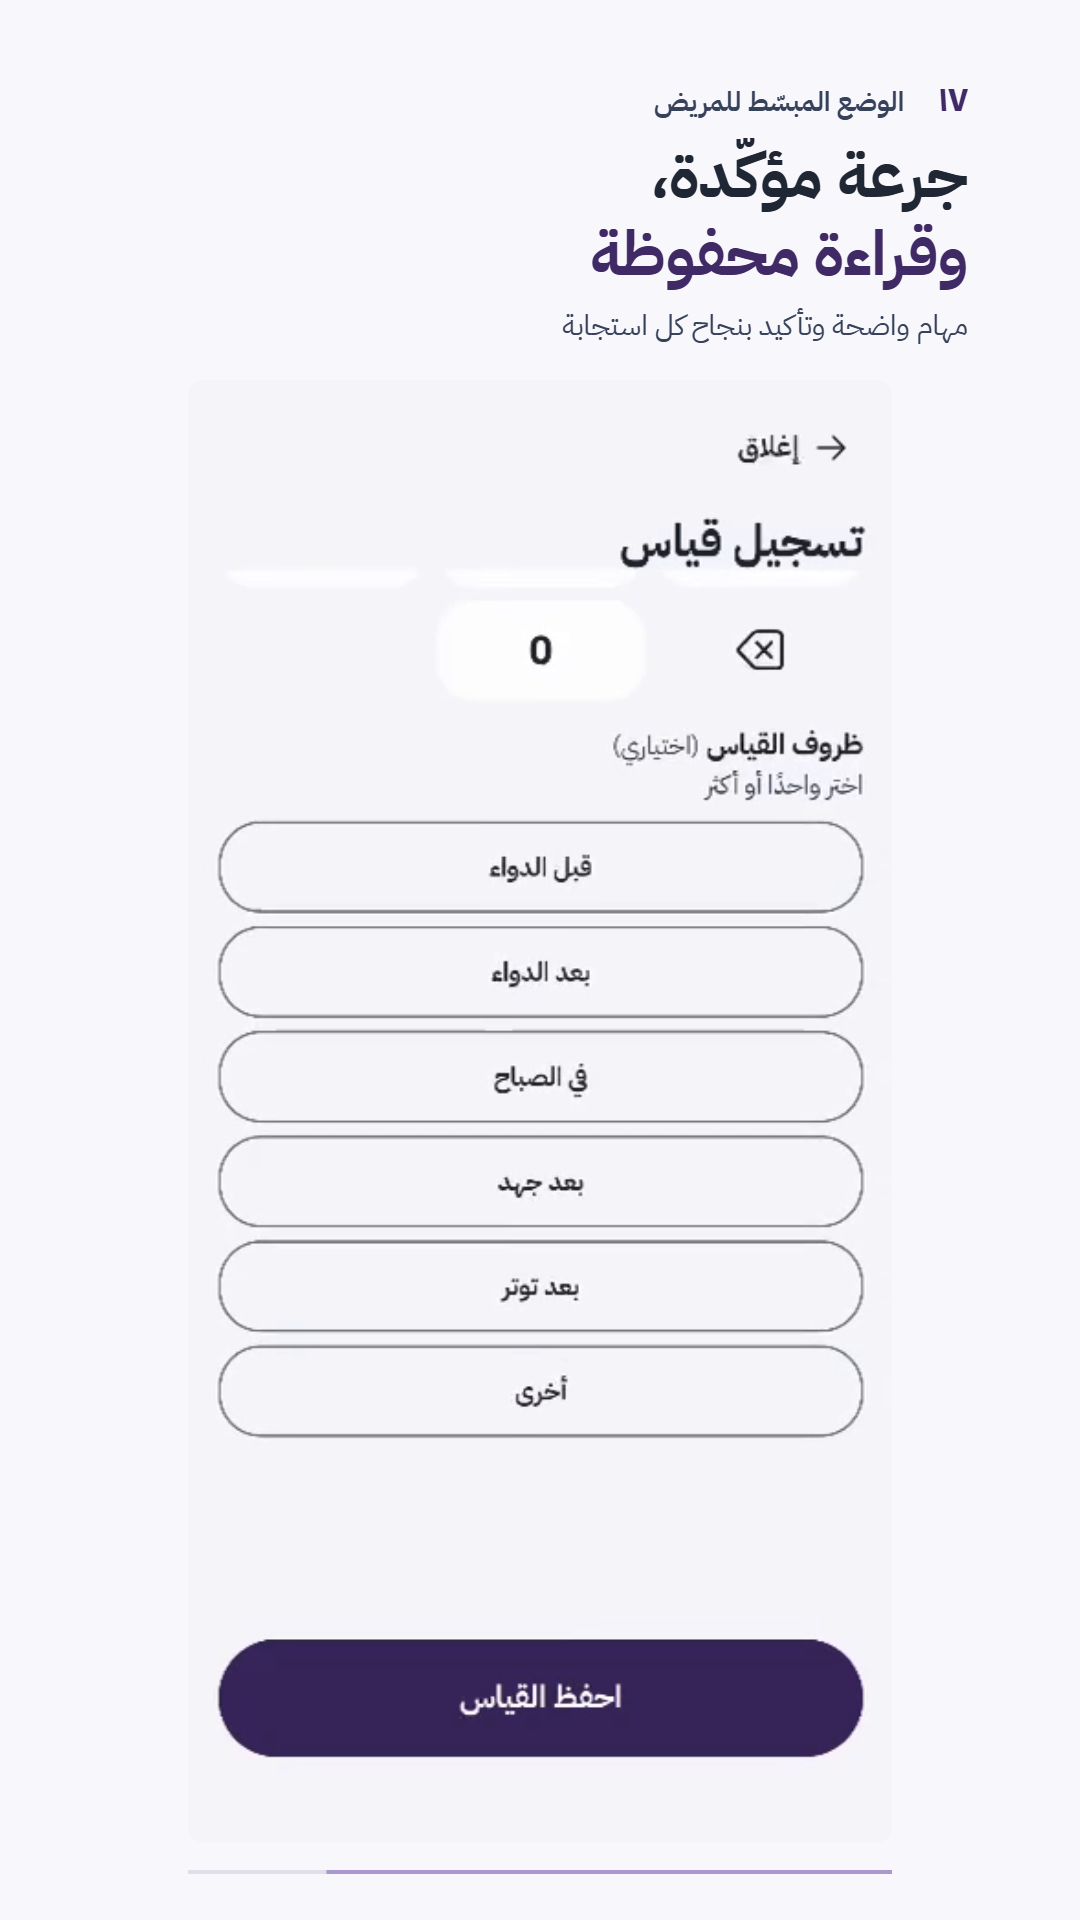 ١٧ الوضع المبسّط للمريض
جرعة مؤكّدة،
وقراءة محفوظة
مهام واضحة وتأكيد بنجاح كل استجابة
إغلاق
تسجيل قياس
0
ظروف القياس (اختياري)
اختر واحدًا أو أكثر
قبل الدواء
بعد الدواء
في الصباح
بعد جهد
بعد توتر
أخرى
احفظ القياس